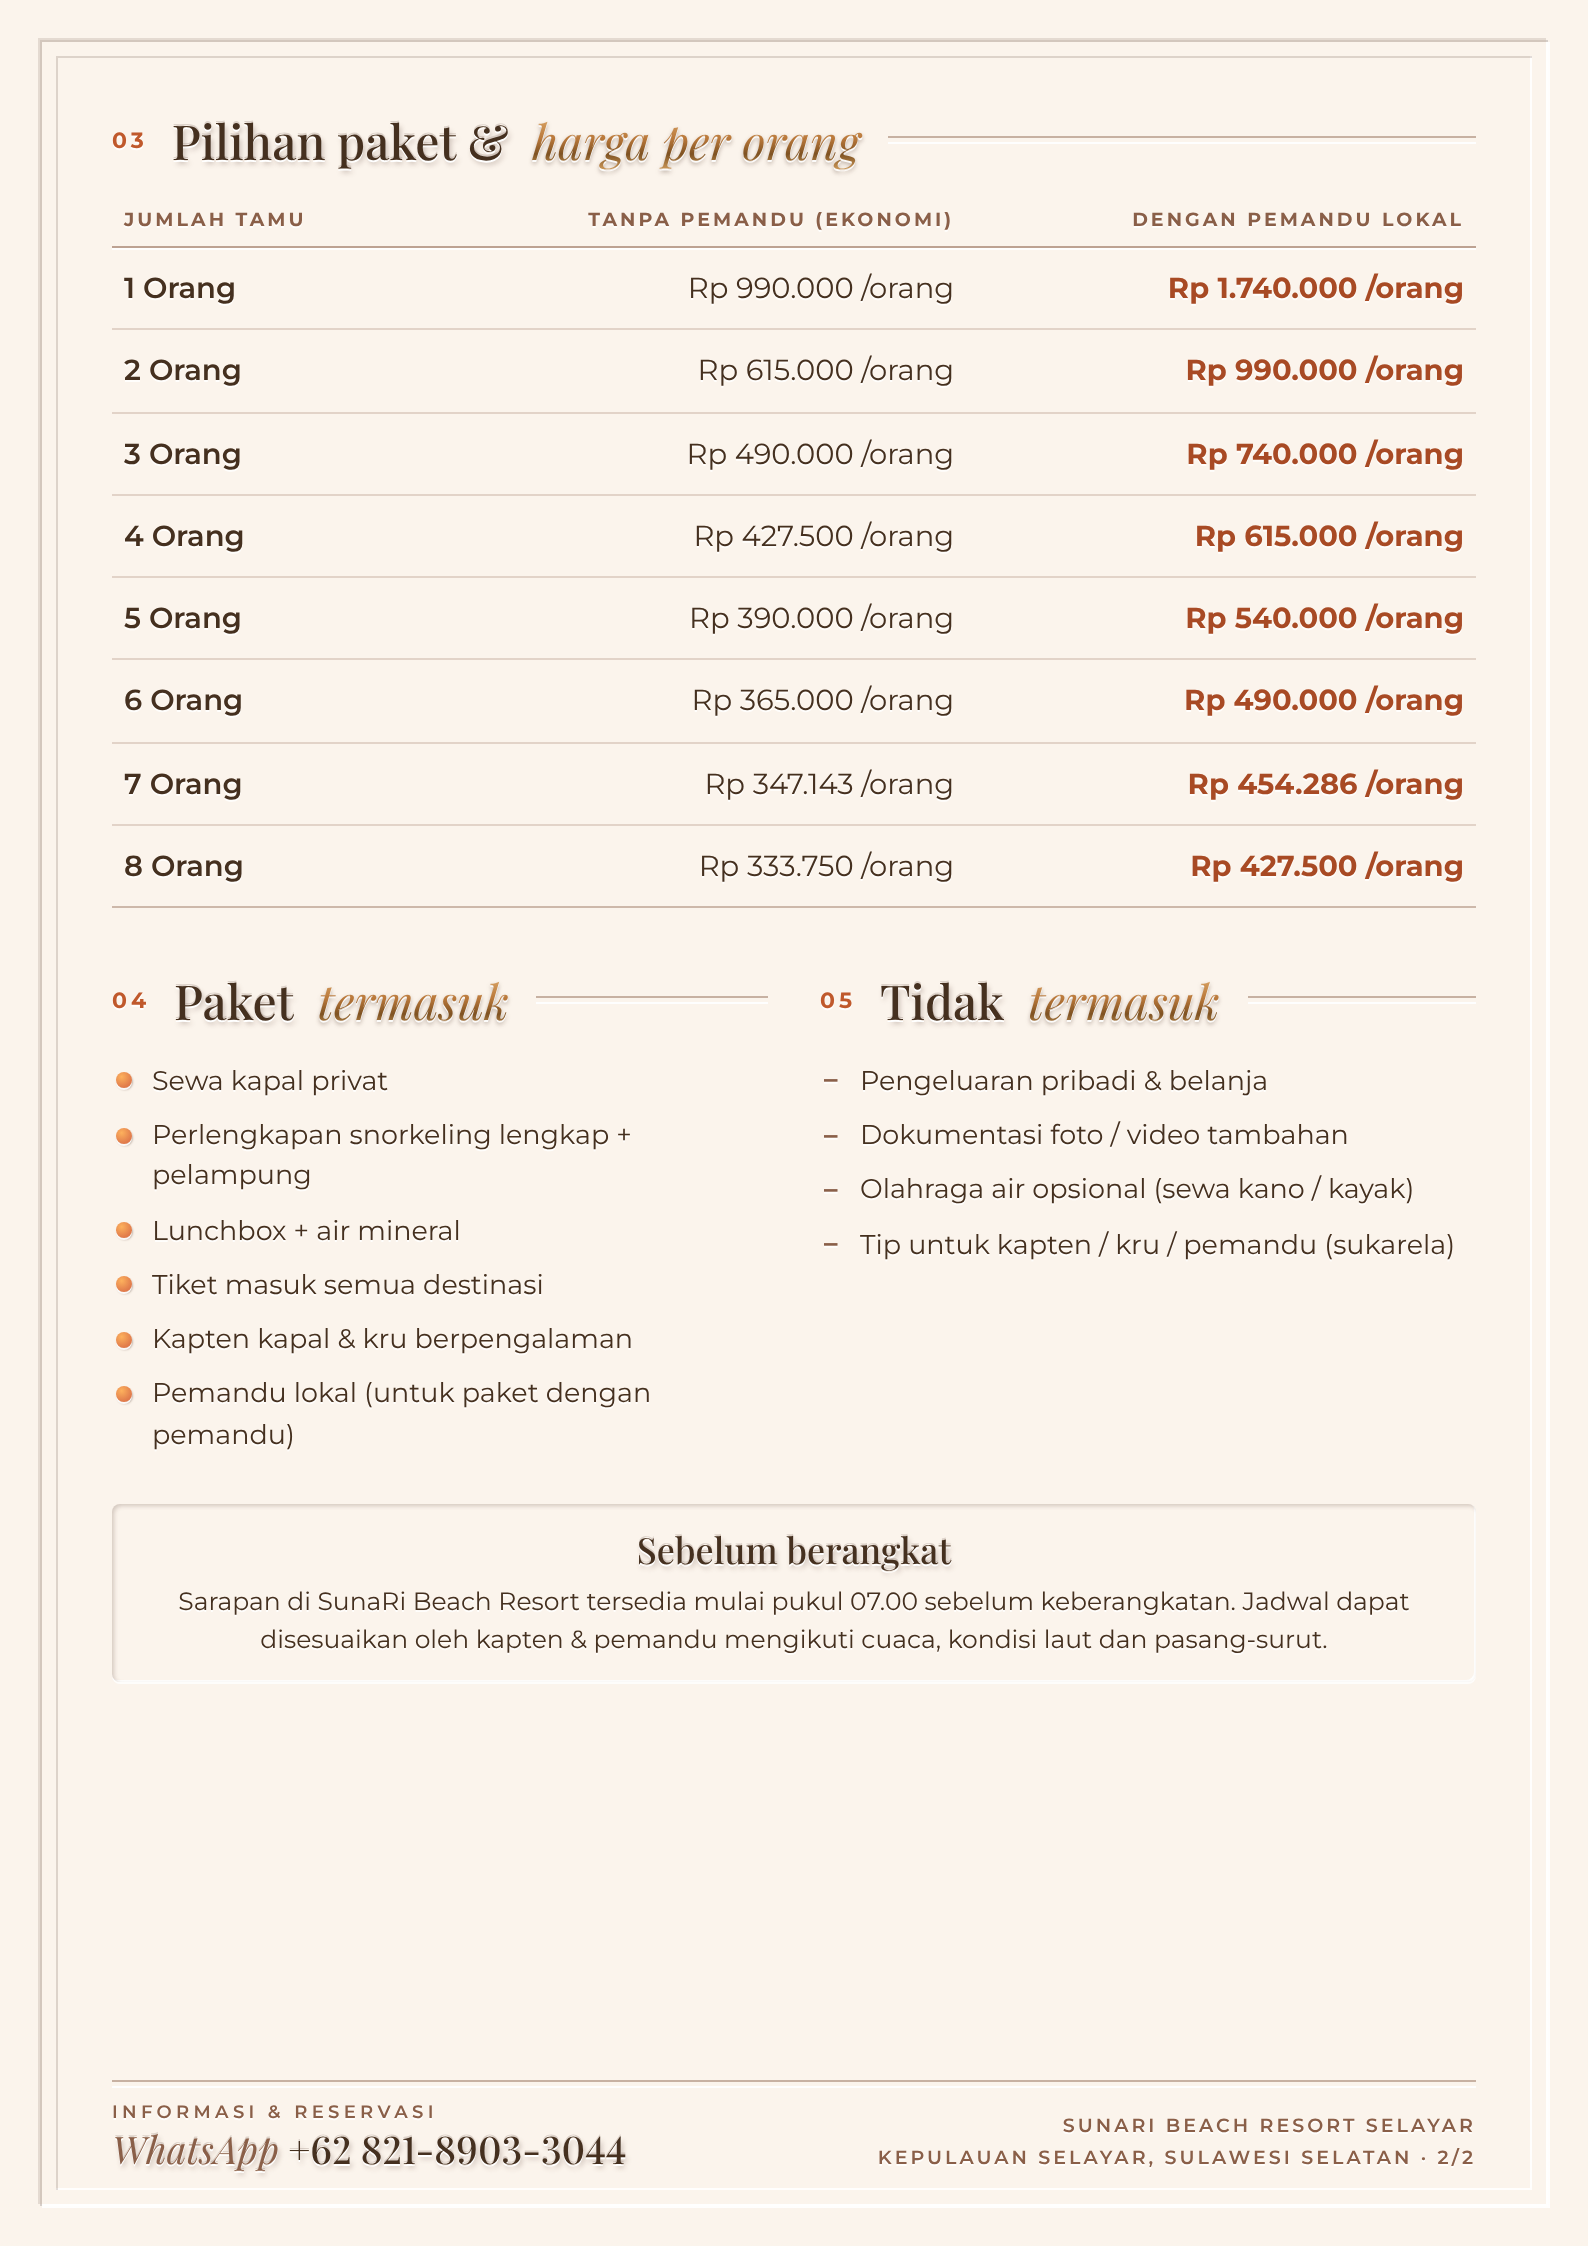 03 Pilihan paket & harga per orang
JUMLAH TAMU TANPA PEMANDU (EKONOMI) DENGAN PEMANDU LOKAL
1 Orang Rp 990.000 /orang Rp 1.740.000 /orang
2 Orang Rp 615.000 /orang Rp 990.000 /orang
3 Orang Rp 490.000 /orang Rp 740.000 /orang
4 Orang Rp 427.500 /orang Rp 615.000 /orang
5 Orang Rp 390.000 /orang Rp 540.000 /orang
6 Orang Rp 365.000 /orang Rp 490.000 /orang
7 Orang Rp 347.143 /orang Rp 454.286 /orang
8 Orang Rp 333.750 /orang Rp 427.500 /orang
04 Paket termasuk
Sewa kapal privat
Perlengkapan snorkeling lengkap +
pelampung
Lunchbox + air mineral
Tiket masuk semua destinasi
Kapten kapal & kru berpengalaman
Pemandu lokal (untuk paket dengan
pemandu)
05 Tidak termasuk
– Pengeluaran pribadi & belanja
– Dokumentasi foto / video tambahan
– Olahraga air opsional (sewa kano / kayak)
– Tip untuk kapten / kru / pemandu (sukarela)
Sebelum berangkat
Sarapan di SunaRi Beach Resort tersedia mulai pukul 07.00 sebelum keberangkatan. Jadwal dapat
disesuaikan oleh kapten & pemandu mengikuti cuaca, kondisi laut dan pasang-surut.
INFORMASI & RESERVASI
WhatsApp +62 821-8903-3044
SUNARI BEACH RESORT SELAYAR
KEPULAUAN SELAYAR, SULAWESI SELATAN · 2/2